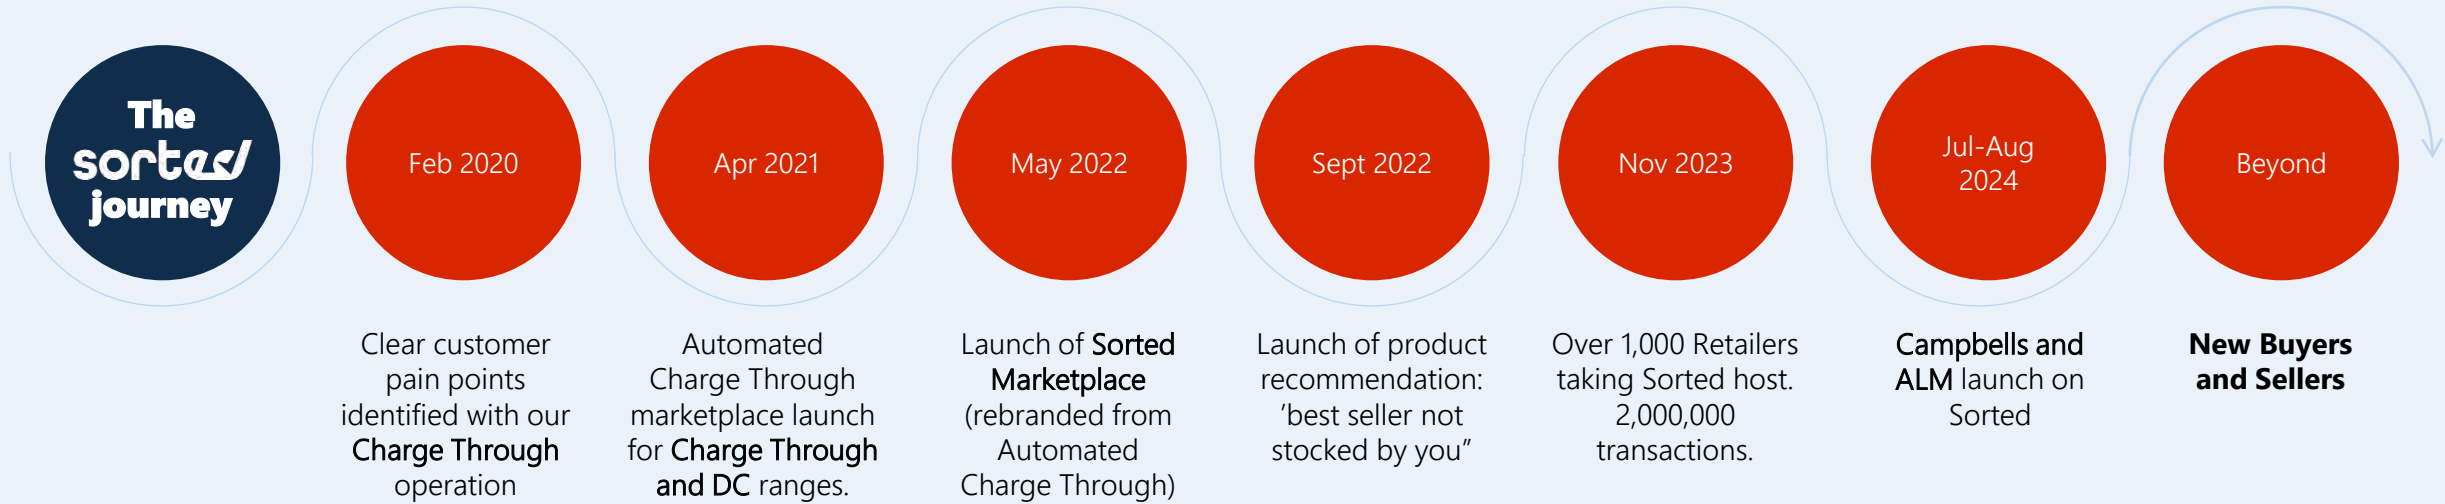 The
sorted
journey
Feb 2020
Clear customer
pain points
identified with our
Charge Through
operation
Apr 2021
Automated
Charge Through
marketplace launch
for Charge Through
and DC ranges.
May 2022
Launch of Sorted
Marketplace
(rebranded from
Automated
Charge Through)
Sept 2022
Launch of product
recommendation:
’best seller not
stocked by you”
Nov 2023
Over 1,000 Retailers
taking Sorted host.
2,000,000
transactions.
Jul-Aug
2024
Campbells and
ALM launch on
Sorted
Beyond
New Buyers
and Sellers